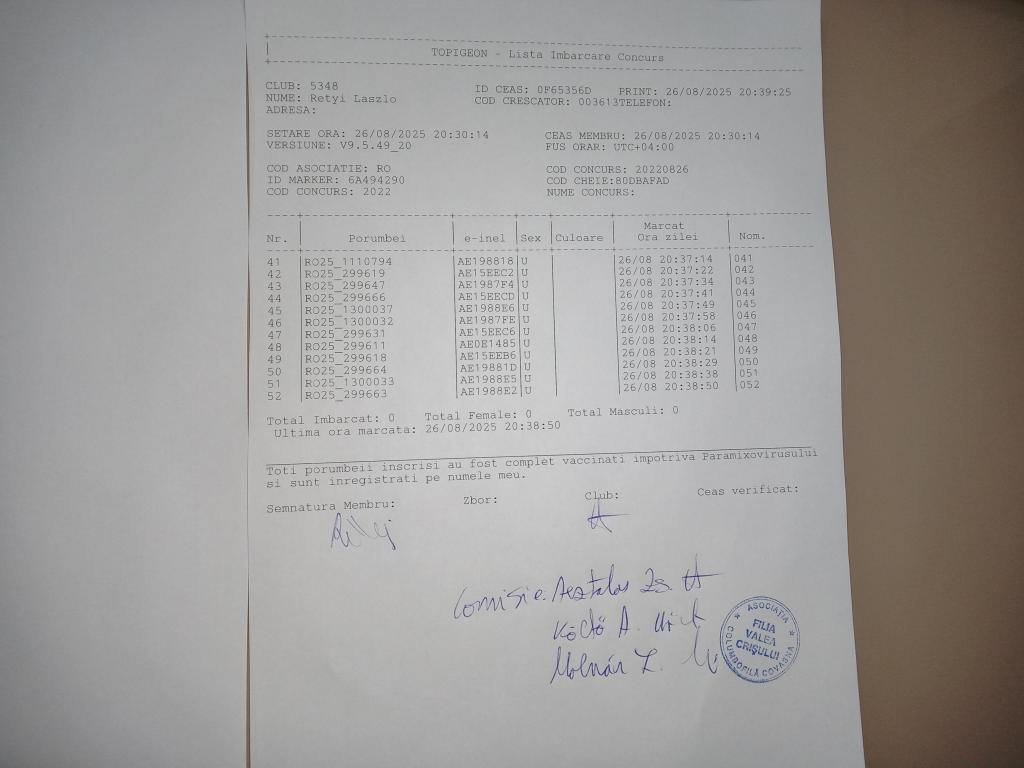 TOPIGEON - Lista Imbarcare Concurs
CLUB: 5348 ID CEAS: 0F65356D PRINT: 26/08/2025 20:39:25
NUME: Retyi Laszlo COD CRESCATOR: 003613TELEFON:
ADRESA:
SETARE ORA: 26/08/2025 20:30:14 CEAS MEMBRU: 26/08/2025 20:30:14
VERSIUNE: V9.5.49_20 FUS ORAR: UTC+04:00
COD ASOCIATIE: RO COD CONCURS: 20220826
ID MARKER: 6A494290 COD CHEIE:80DBAFAD
COD CONCURS: 2022 NUME CONCURS:
Nr. Porumbei e-inel Sex Culoare Marcat Ora zilei Nom.
41 RO25_1110794 AE198818 U 26/08 20:37:14 041
42 RO25_299619 AE15EEC2 U 26/08 20:37:22 042
43 RO25_299647 AE1987F4 U 26/08 20:37:34 043
44 RO25_299666 AE15EECD U 26/08 20:37:41 044
45 RO25_1300037 AE1988E6 U 26/08 20:37:49 045
46 RO25_1300032 AE1987FE U 26/08 20:37:58 046
47 RO25_299631 AE15EEC6 U 26/08 20:38:06 047
48 RO25_299611 AE0E1485 U 26/08 20:38:14 048
49 RO25_299618 AE15EEB6 U 26/08 20:38:21 049
50 RO25_299664 AE19881D U 26/08 20:38:29 050
51 RO25_1300033 AE1988E5 U 26/08 20:38:38 051
52 RO25_299663 AE1988E2 U 26/08 20:38:50 052
Total Imbarcat: 0 Total Female: 0 Total Masculi: 0
Ultima ora marcata: 26/08/2025 20:38:50
Toti porumbeii inscrisi au fost complet vaccinati impotriva Paramixovirusului
si sunt inregistrati pe numele meu.
Semnatura Membru: Zbor: Club: Ceas verificat:
Comisie. Asztalos Zs.
Köttő A.
Molnár Z.
ASOCIAȚIA
COLUMBOFILĂ COVASNA
FILIA
VALEA
CRIȘULUI